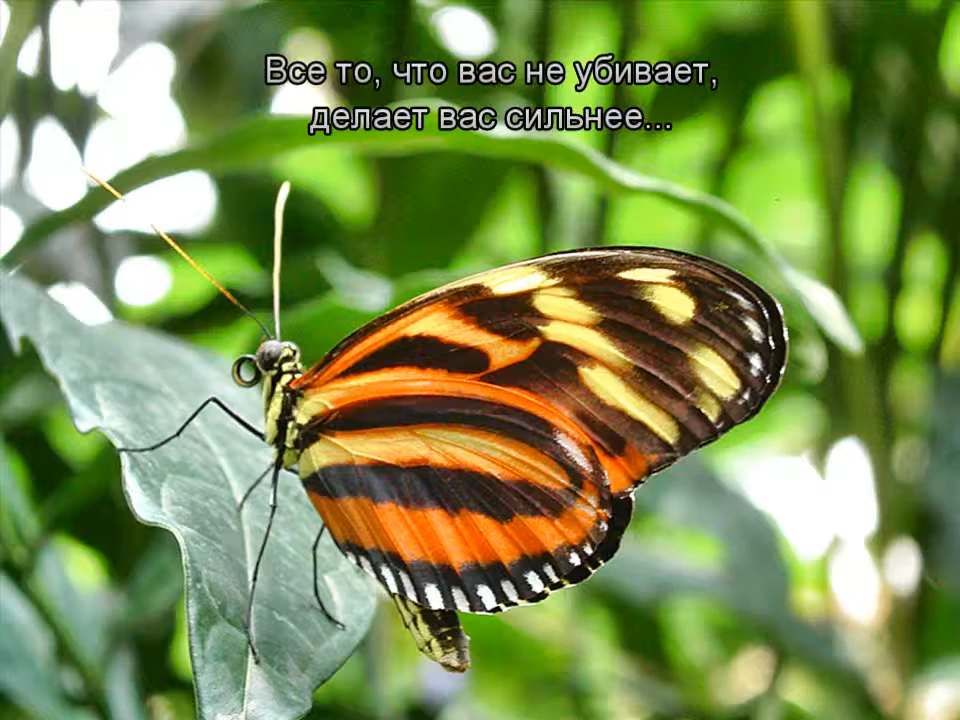 Все то, что вас не убивает,
делает вас сильнее...